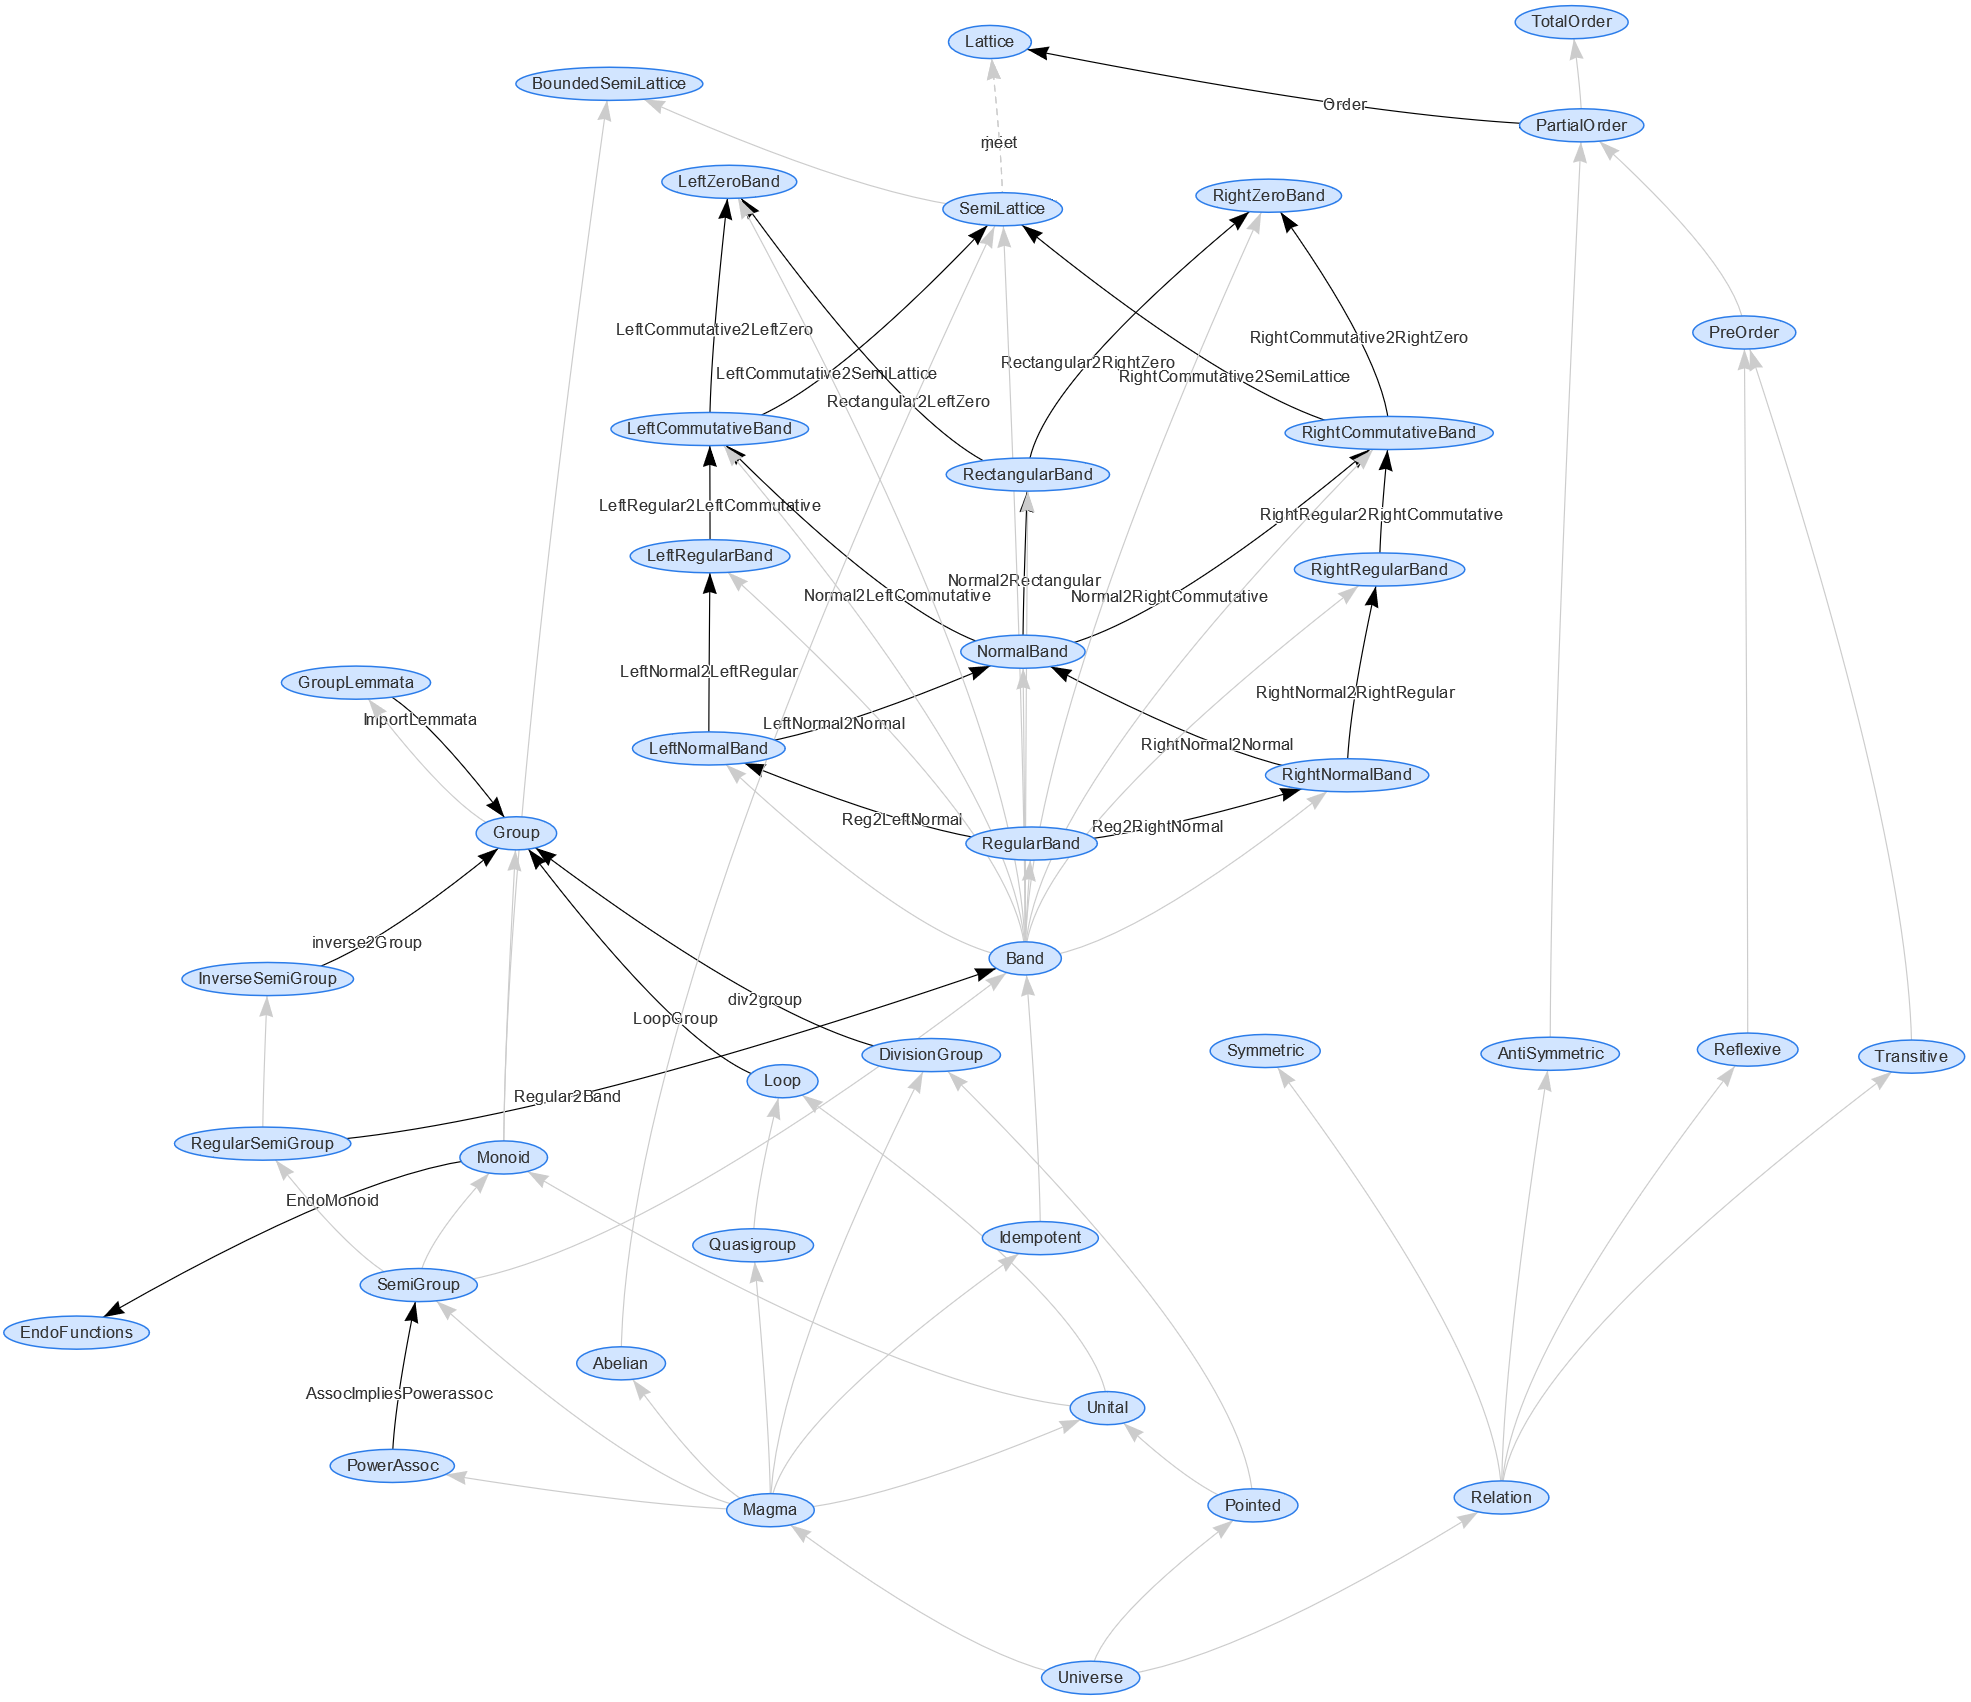 TotalOrder
Lattice
BoundedSemiLattice
Order
PartialOrder
meet
LeftZeroBand
RightZeroBand
SemiLattice
LeftCommutative2LeftZero
PreOrder
RightCommutative2RightZero
Rectangular2RightZero
LeftCommutative2SemiLattice
RightCommutative2SemiLattice
Rectangular2LeftZero
LeftCommutativeBand
RightCommutativeBand
RectangularBand
LeftRegular2LeftCommutative
RightRegular2RightCommutative
LeftRegularBand
RightRegularBand
Normal2Rectangular
Normal2LeftCommutative
Normal2RightCommutative
NormalBand
LeftNormal2LeftRegular
GroupLemmata
RightNormal2RightRegular
ImportLemmata
LeftNormal2Normal
RightNormal2Normal
LeftNormalBand
RightNormalBand
Reg2LeftNormal
Reg2RightNormal
Group
RegularBand
inverse2Group
Band
InverseSemiGroup
div2group
LoopGroup
Symmetric
AntiSymmetric
Reflexive
DivisionGroup
Transitive
Loop
Regular2Band
RegularSemiGroup
Monoid
EndoMonoid
Quasigroup
Idempotent
SemiGroup
EndoFunctions
Abelian
AssocImpliesPowerassoc
Unital
PowerAssoc
Magma
Pointed
Relation
Universe